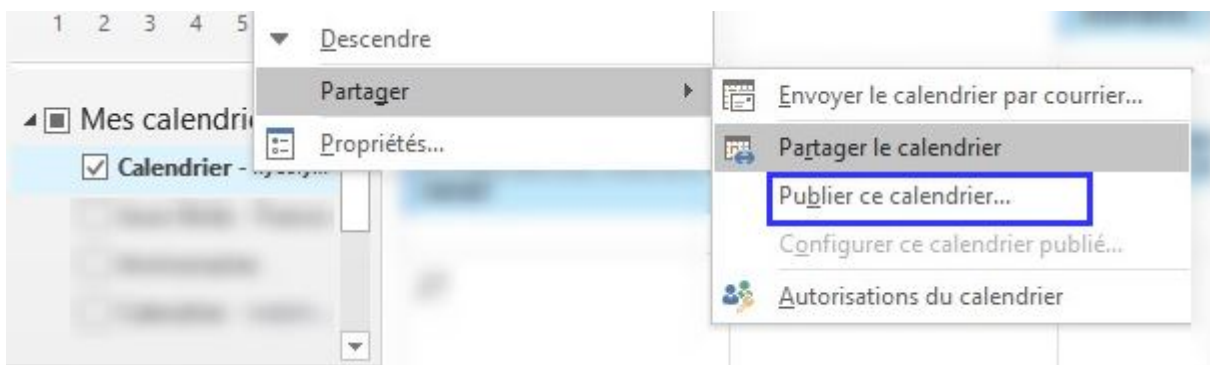 1 2 3 4 5
Descendre
Partager
Propriétés...
Mes calendri
Calendrier -
Envoyer le calendrier par courrier...
Partager le calendrier
Publier ce calendrier...
Configurer ce calendrier publié...
Autorisations du calendrier